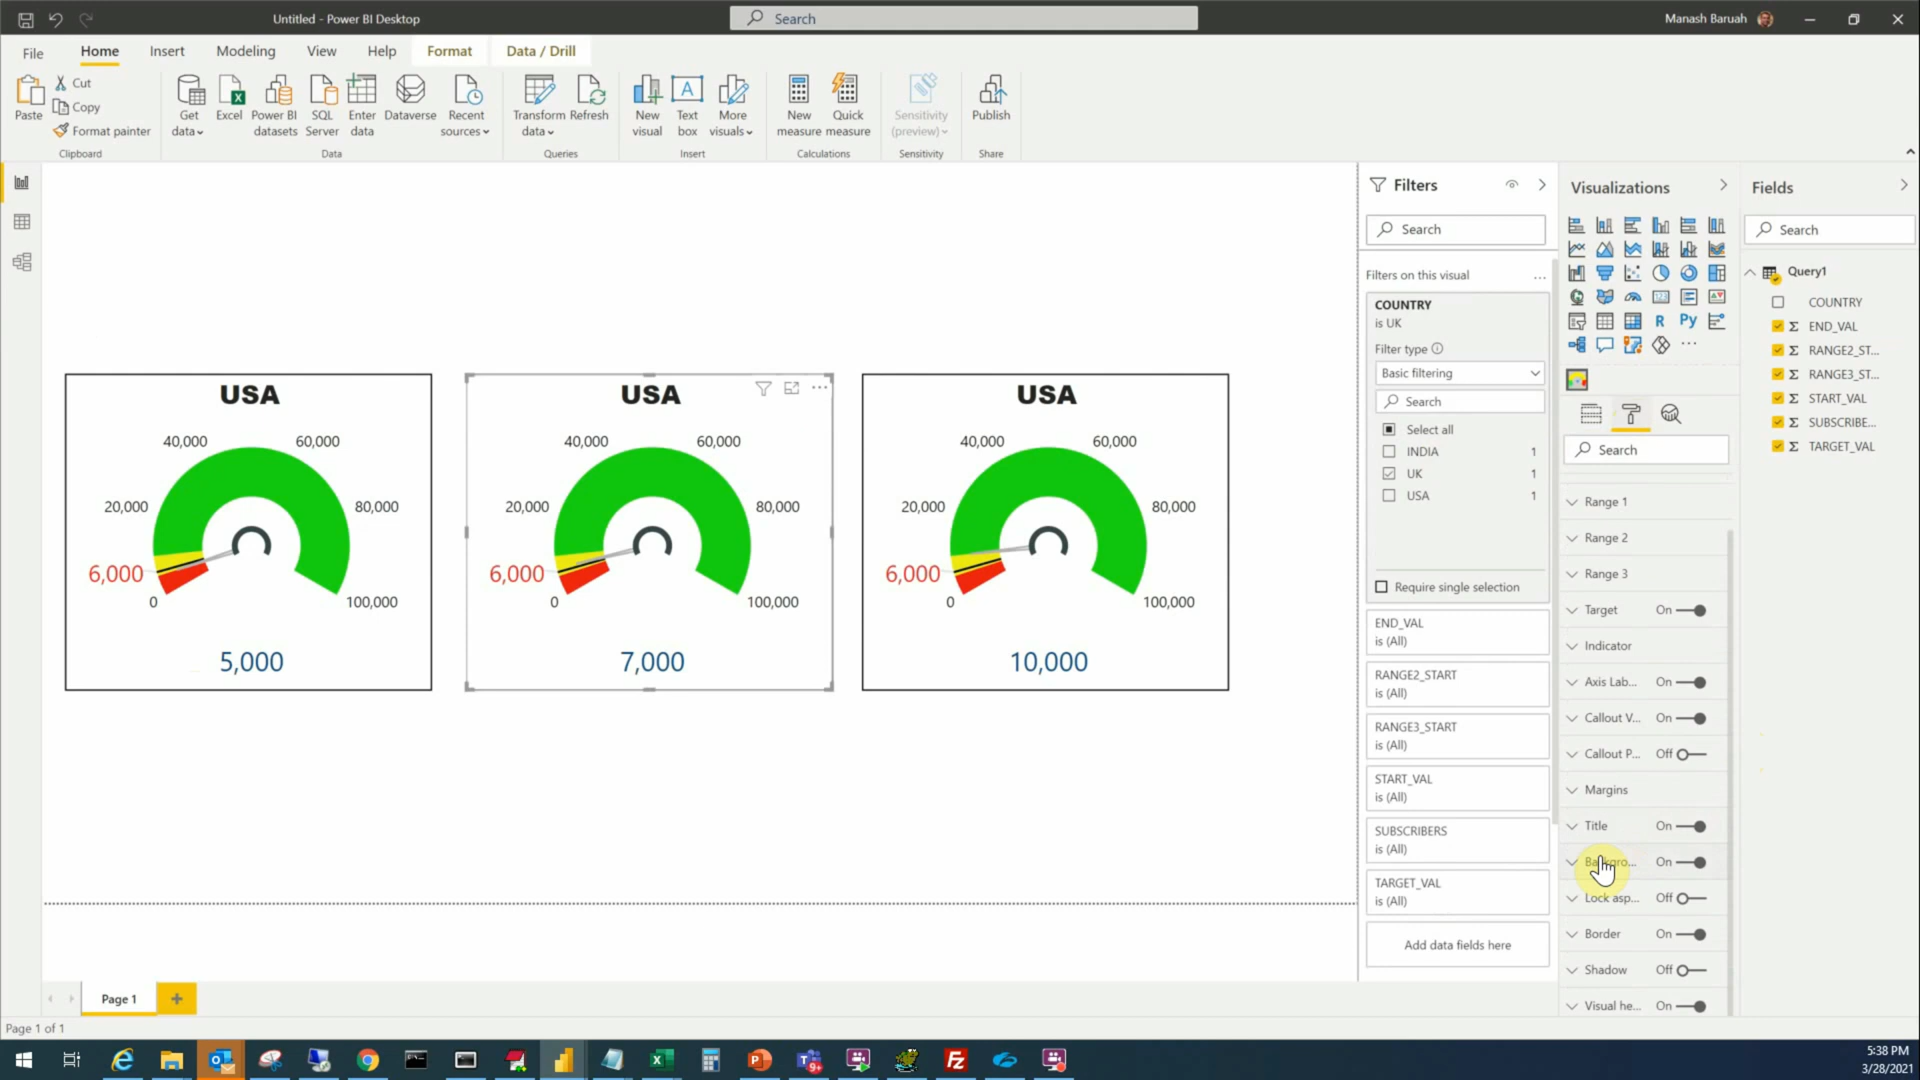 Untitled - Power BI Desktop
Search
Manash Baruah
File
Home
Insert
Modeling
View
Help
Format
Data / Drill
Paste
Cut
Copy
Format painter
Clipboard
Get data
Excel
Power BI datasets
SQL Server
Enter data
Dataverse
Recent sources
Data
Transform data
Refresh
Queries
New visual
Text box
More visuals
Insert
New measure
Quick measure
Calculations
Sensitivity (preview)
Sensitivity
Publish
Share
USA
40,000
60,000
20,000
80,000
6,000
0
100,000
5,000
USA
40,000
60,000
20,000
80,000
6,000
0
100,000
7,000
USA
40,000
60,000
20,000
80,000
6,000
0
100,000
10,000
Filters
Search
Filters on this visual
COUNTRY
is UK
Filter type
Basic filtering
Search
Select all
INDIA 1
UK 1
USA 1
Require single selection
END_VAL
is (All)
RANGE2_START
is (All)
RANGE3_START
is (All)
START_VAL
is (All)
SUBSCRIBERS
is (All)
TARGET_VAL
is (All)
Add data fields here
Visualizations
R
Py
Search
Range 1
Range 2
Range 3
Target On
Indicator
Axis Lab... On
Callout V... On
Callout P... Off
Margins
Title On
Backgro... On
Lock asp... Off
Border On
Shadow Off
Visual he... On
Fields
Search
Query1
COUNTRY
END_VAL
RANGE2_ST...
RANGE3_ST...
START_VAL
SUBSCRIBE...
TARGET_VAL
Page 1
Page 1 of 1
5:38 PM
3/28/2021